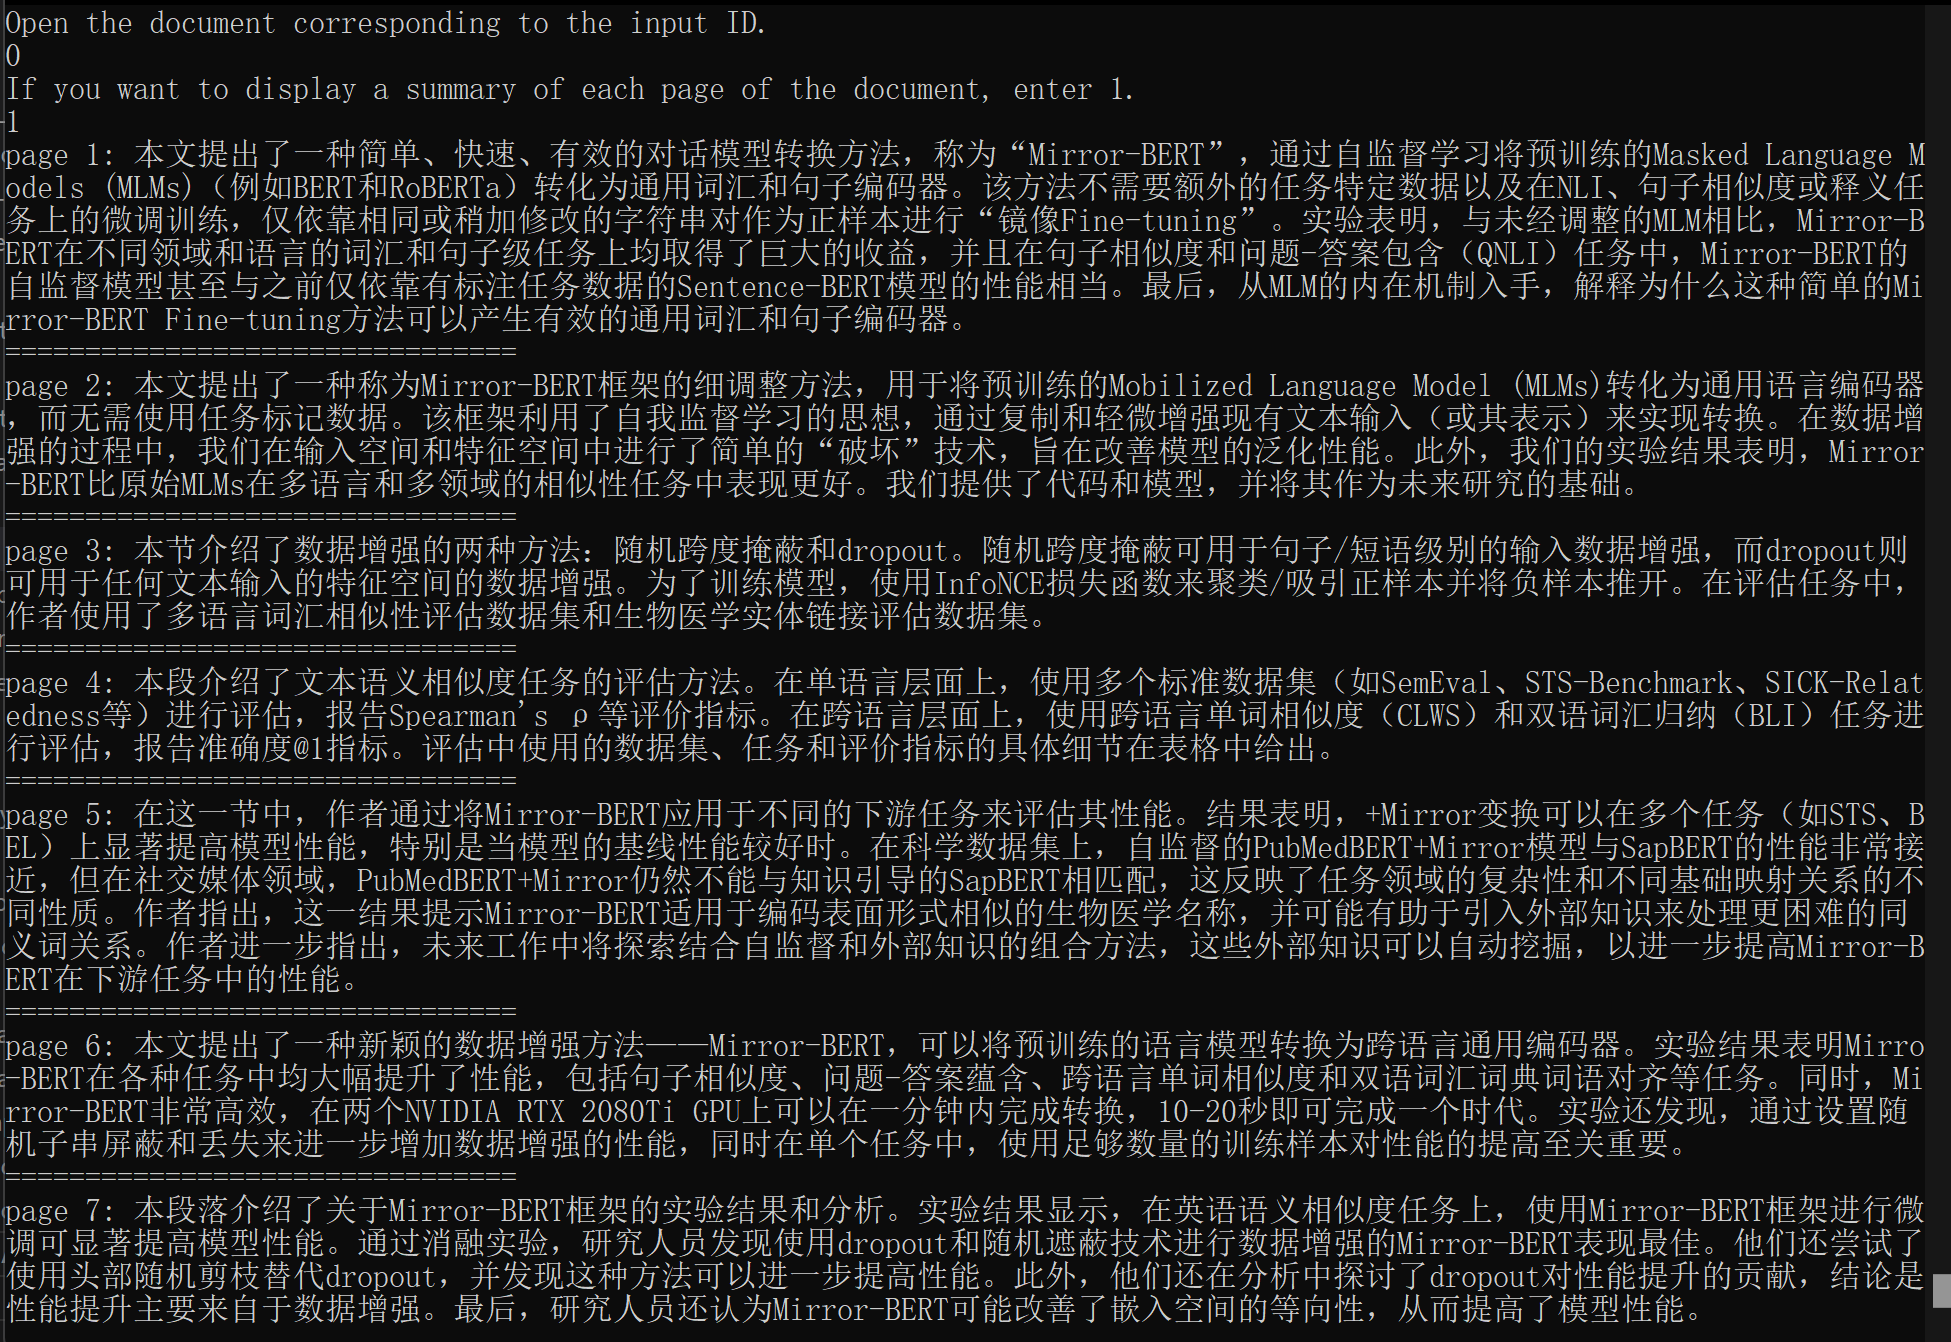 Open the document corresponding to the input ID.
0
If you want to display a summary of each page of the document, enter 1.
1
page 1: 本文提出了一种简单、快速、有效的对话模型转换方法，称为“Mirror-BERT”，通过自监督学习将预训练的Masked Language M
odels (MLMs)（例如BERT和RoBERTa）转化为通用词汇和句子编码器。该方法不需要额外的任务特定数据以及在NLI、句子相似度或释义任
务上的微调训练，仅依靠相同或稍加修改的字符串对作为正样本进行“镜像Fine-tuning”。实验表明，与未经调整的MLM相比，Mirror-B
ERT在不同领域和语言的词汇和句子级任务上均取得了巨大的收益，并且在句子相似度和问题-答案包含（QNLI）任务中，Mirror-BERT的
自监督模型甚至与之前仅依靠有标注任务数据的Sentence-BERT模型的性能相当。最后，从MLM的内在机制入手，解释为什么这种简单的Mi
rror-BERT Fine-tuning方法可以产生有效的通用词汇和句子编码器。
================================
page 2: 本文提出了一种称为Mirror-BERT框架的细调整方法，用于将预训练的Mobilized Language Model (MLMs)转化为通用语言编码器
，而无需使用任务标记数据。该框架利用了自我监督学习的思想，通过复制和轻微增强现有文本输入（或其表示）来实现转换。在数据增
强的过程中，我们在输入空间和特征空间中进行了简单的“破坏”技术，旨在改善模型的泛化性能。此外，我们的实验结果表明，Mirror
-BERT比原始MLMs在多语言和多领域的相似性任务中表现更好。我们提供了代码和模型，并将其作为未来研究的基础。
================================
page 3: 本节介绍了数据增强的两种方法：随机跨度掩蔽和dropout。随机跨度掩蔽可用于句子/短语级别的输入数据增强，而dropout则
可用于任何文本输入的特征空间的数据增强。为了训练模型，使用InfoNCE损失函数来聚类/吸引正样本并将负样本推开。在评估任务中，
作者使用了多语言词汇相似性评估数据集和生物医学实体链接评估数据集。
================================
page 4: 本段介绍了文本语义相似度任务的评估方法。在单语言层面上，使用多个标准数据集（如SemEval、STS-Benchmark、SICK-Relat
edness等）进行评估，报告Spearman's ρ等评价指标。在跨语言层面上，使用跨语言单词相似度（CLWS）和双语词汇归纳（BLI）任务进
行评估，报告准确度@1指标。评估中使用的数据集、任务和评价指标的具体细节在表格中给出。
================================
page 5: 在这一节中，作者通过将Mirror-BERT应用于不同的下游任务来评估其性能。结果表明，+Mirror变换可以在多个任务（如STS、B
EL）上显著提高模型性能，特别是当模型的基线性能较好时。在科学数据集上，自监督的PubMedBERT+Mirror模型与SapBERT的性能非常接
近，但在社交媒体领域，PubMedBERT+Mirror仍然不能与知识引导的SapBERT相匹配，这反映了任务领域的复杂性和不同基础映射关系的不
同性质。作者指出，这一结果提示Mirror-BERT适用于编码表面形式相似的生物医学名称，并可能有助于引入外部知识来处理更困难的同
义词关系。作者进一步指出，未来工作中将探索结合自监督和外部知识的组合方法，这些外部知识可以自动挖掘，以进一步提高Mirror-B
ERT在下游任务中的性能。
================================
page 6: 本文提出了一种新颖的数据增强方法——Mirror-BERT，可以将预训练的语言模型转换为跨语言通用编码器。实验结果表明Mirro
-BERT在各种任务中均大幅提升了性能，包括句子相似度、问题-答案蕴含、跨语言单词相似度和双语词汇词典词语对齐等任务。同时，Mi
rror-BERT非常高效，在两个NVIDIA RTX 2080Ti GPU上可以在一分钟内完成转换，10-20秒即可完成一个时代。实验还发现，通过设置随
机子串屏蔽和丢失来进一步增加数据增强的性能，同时在单个任务中，使用足够数量的训练样本对性能的提高至关重要。
================================
page 7: 本段落介绍了关于Mirror-BERT框架的实验结果和分析。实验结果显示，在英语语义相似度任务上，使用Mirror-BERT框架进行微
调可显著提高模型性能。通过消融实验，研究人员发现使用dropout和随机遮蔽技术进行数据增强的Mirror-BERT表现最佳。他们还尝试了
使用头部随机剪枝替代dropout，并发现这种方法可以进一步提高性能。此外，他们还在分析中探讨了dropout对性能提升的贡献，结论是
性能提升主要来自于数据增强。最后，研究人员还认为Mirror-BERT可能改善了嵌入空间的等向性，从而提高了模型性能。